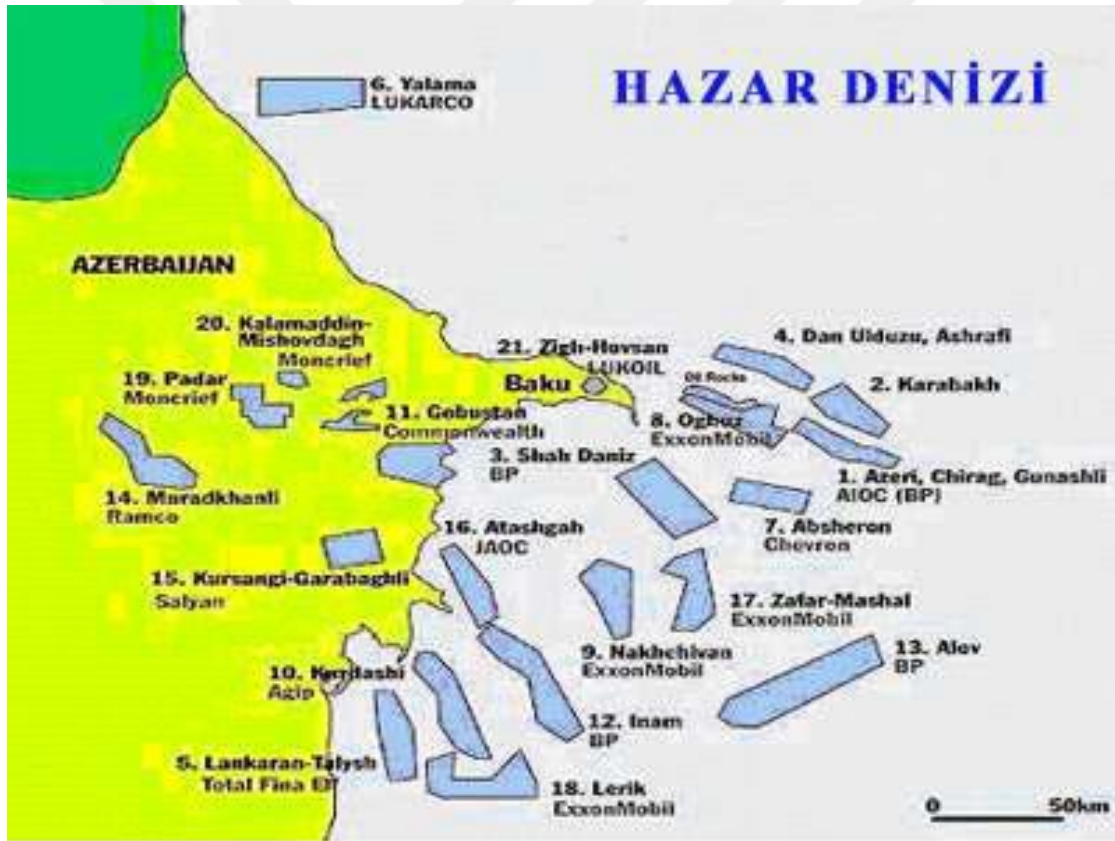 6. Yalama
LUKARCO
HAZAR DENİZİ
AZERBAIJAN
20. Kalamaddin-
Mishovdagh
Moncrief
19. Padar
Moncrief
21. Zigh-Hovsan
LUKOIL
Baku
4. Dan Ulduzu, Ashrafi
Oil Rocks
2. Karabakh
11. Gobustan
Commonwealth
8. Oguz
ExxonMobil
3. Shah Daniz
BP
1. Azeri, Chirag, Gunashli
AIOC (BP)
14. Muradkhanli
Ramco
7. Absheron
Chevron
16. Atashgah
JAOC
15. Kursangi-Garabaghli
Salyan
17. Zafar-Mashal
ExxonMobil
9. Nakhchivan
ExxonMobil
13. Alov
BP
10. Kurdashi
Agip
12. Inam
BP
5. Lankaran-Talysh
Total Fina Elf
18. Lerik
ExxonMobil
0 50km